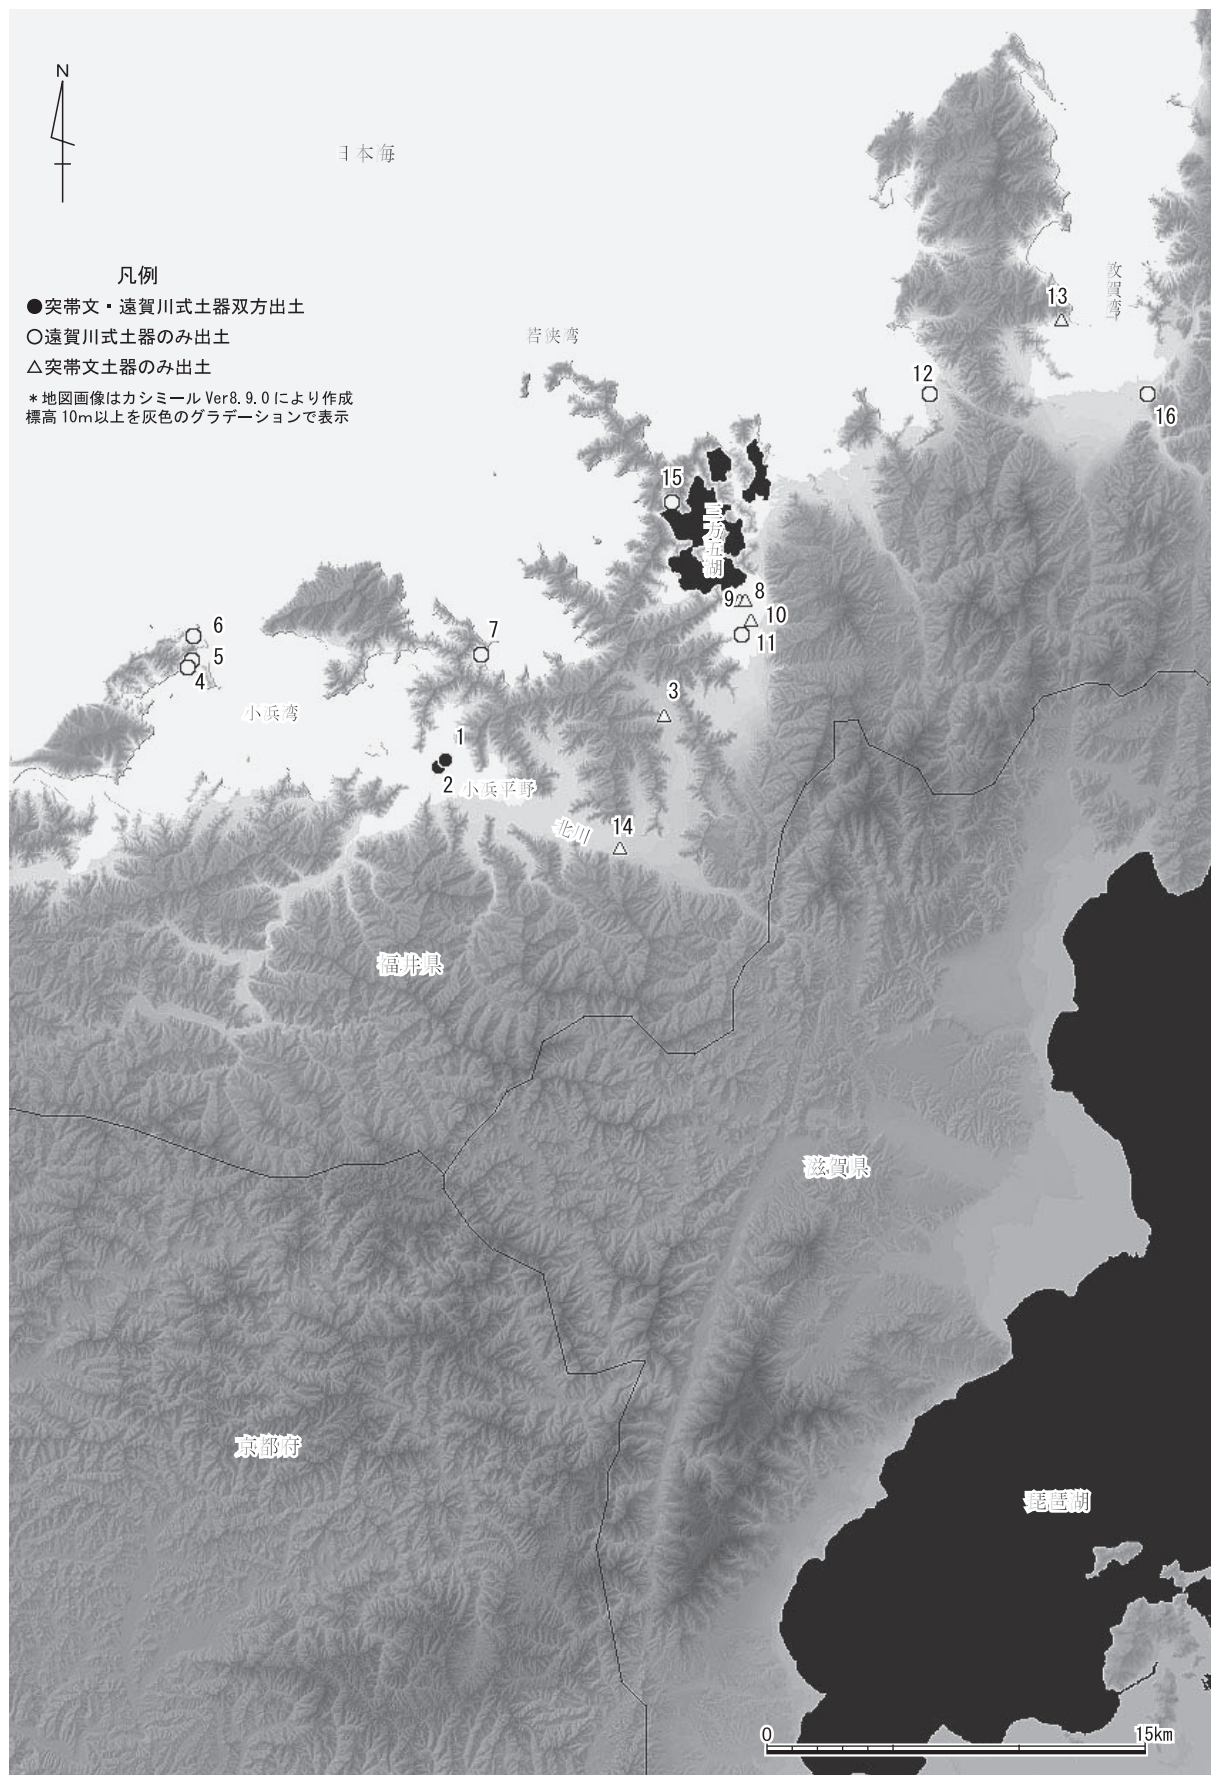 N
日本海
凡例
●突帯文・遠賀川式土器双方出土
○遠賀川式土器のみ出土
△突帯文土器のみ出土
＊地図画像はカシミールVer8.9.0により作成
標高10m以上を灰色のグラデーションで表示
若狭湾
敦賀湾
13
12
16
15
三方五湖
9
8
10
11
6
5
4
7
3
小浜湾
1
2
小浜平野
北川
14
福井県
滋賀県
京都府
琵琶湖
0
15km